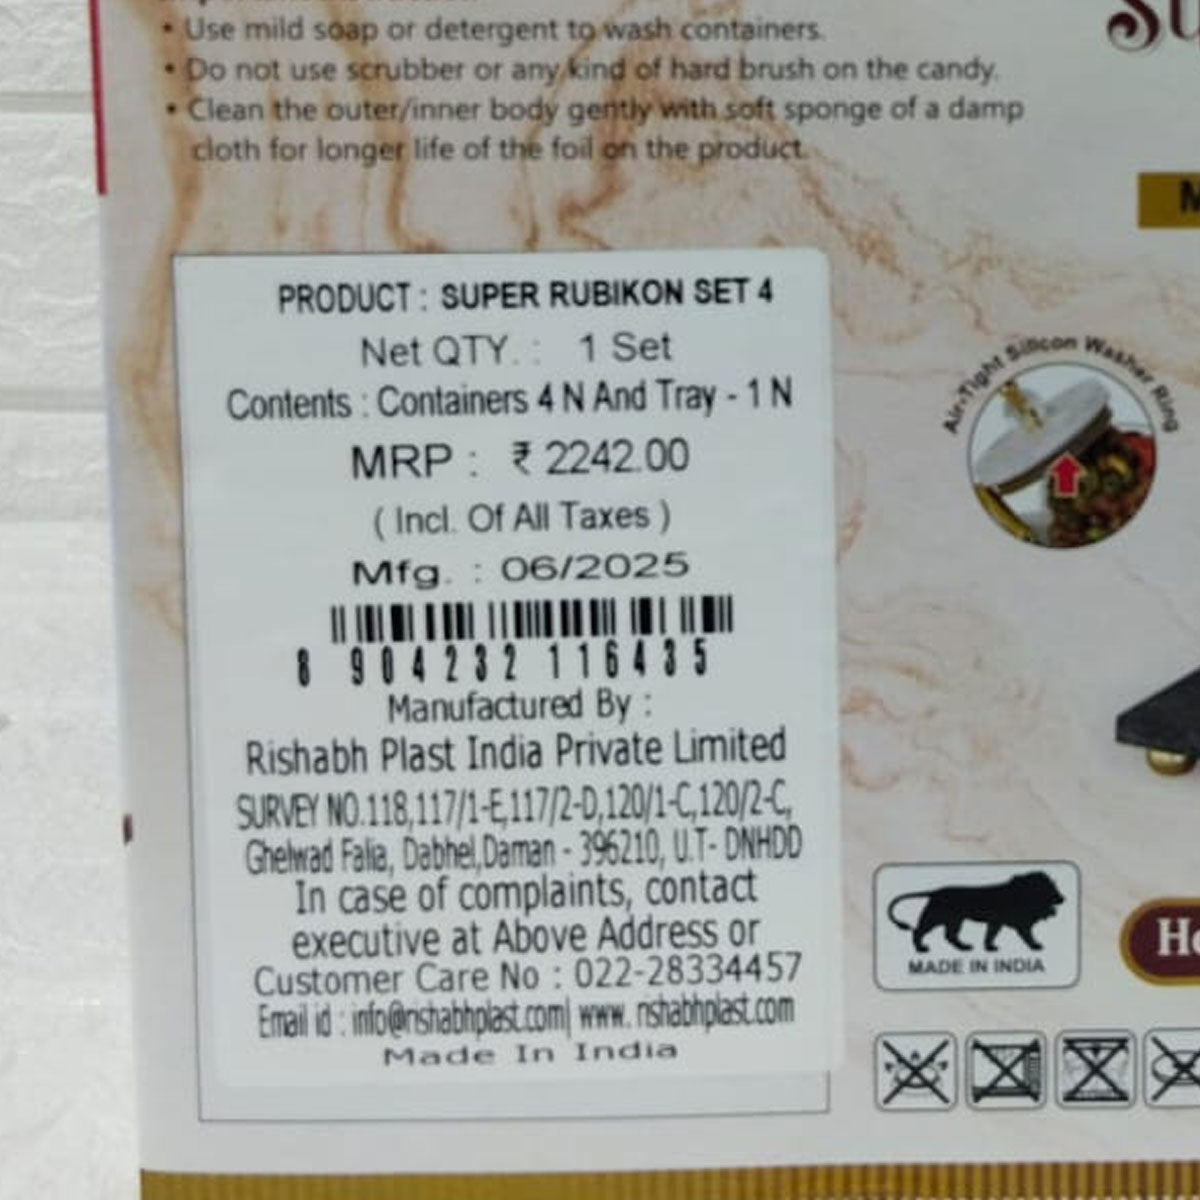 • Use mild soap or detergent to wash containers.
• Do not use scrubber or any kind of hard brush on the candy.
• Clean the outer/inner body gently with soft sponge of a damp
cloth for longer life of the foil on the product.
PRODUCT : SUPER RUBIKON SET 4
Net QTY. : 1 Set
Contents : Containers 4 N And Tray - 1 N
MRP : ₹ 2242.00
( Incl. Of All Taxes )
Mfg. : 06/2025
8 904232 116435
Manufactured By :
Rishabh Plast India Private Limited
SURVEY NO.118,117/1-E,117/2-D,120/1-C,120/2-C,
Ghelwad Falia, Dabhel,Daman - 396210, U.T- DNHDD
In case of complaints, contact
executive at Above Address or
Customer Care No : 022-28334457
Email id : info@rishabhplast.com| www. rishabhplast.com
Made In India
Air-Tight Silicon Washer Ring
MADE IN INDIA